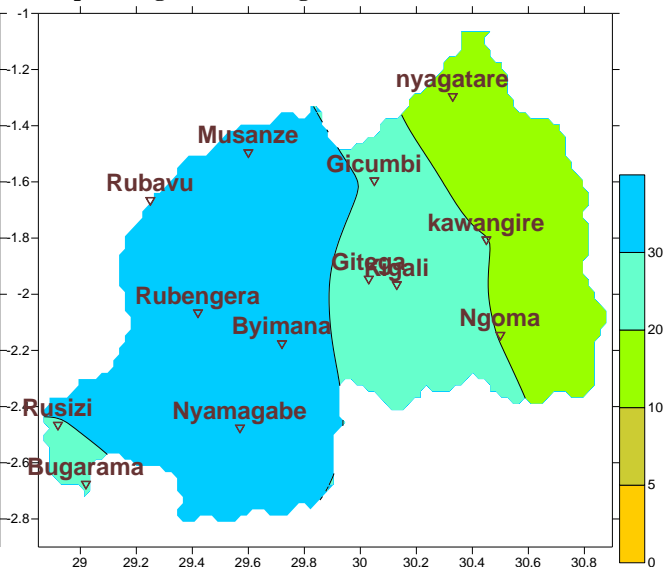 -1
-1.2
nyagatare
-1.4
Musanze
Gicumbi
-1.6
Rubavu
kawangire
-1.8
30
Gitega
Kigali
-2
Rubengera
Byimana
Ngoma
20
-2.2
-2.4
Rusizi
Nyamagabe
10
-2.6
Bugarama
5
-2.8
0
29 29.2 29.4 29.6 29.8 30 30.2 30.4 30.6 30.8